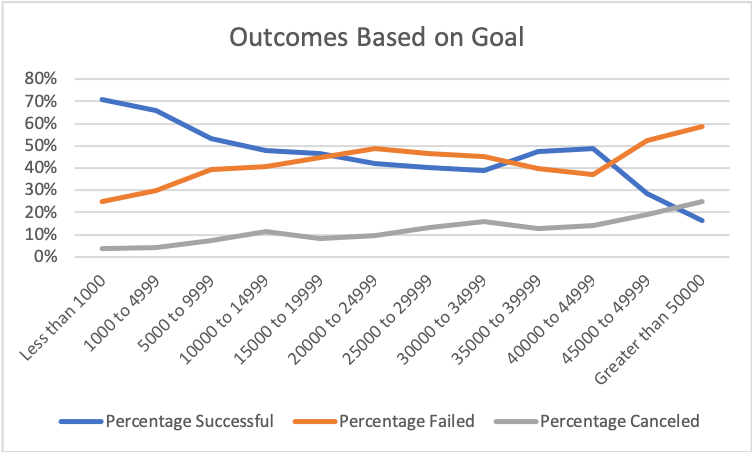 Outcomes Based on Goal
80%
70%
60%
50%
40%
30%
20%
10%
0%
Less than 1000
1000 to 4999
5000 to 9999
10000 to 14999
15000 to 19999
20000 to 24999
25000 to 29999
30000 to 34999
35000 to 39999
40000 to 44999
45000 to 49999
Greater than 50000
Percentage Successful
Percentage Failed
Percentage Canceled